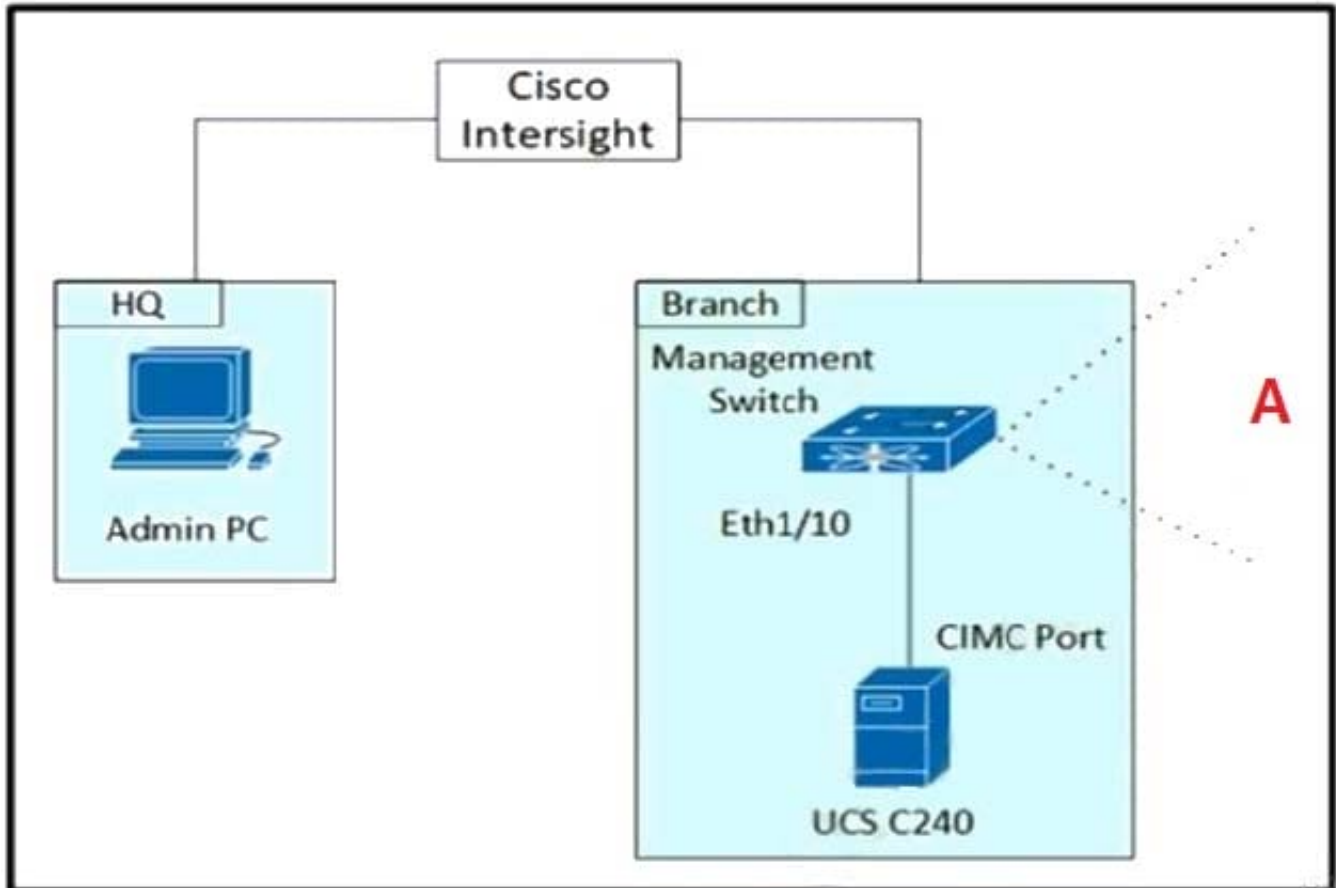 Cisco
Intersight
HQ
Admin PC
Branch
Management
Switch
Eth1/10
CIMC Port
UCS C240
A